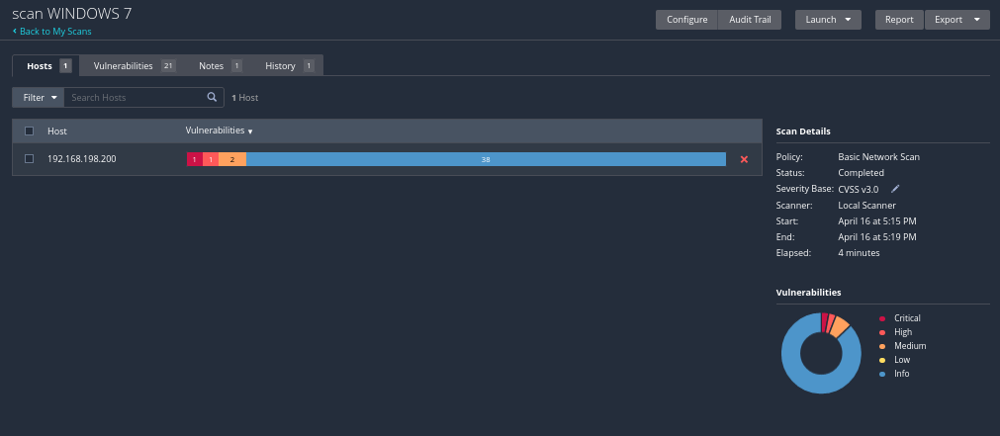 scan WINDOWS 7
Back to My Scans
Configure Audit Trail Launch Report Export
Hosts 1 Vulnerabilities 21 Notes 1 History 1
Filter Search Hosts 1 Host
Host Vulnerabilities
192.168.198.200 1 1 2 38
Scan Details
Policy: Basic Network Scan
Status: Completed
Severity Base: CVSS v3.0
Scanner: Local Scanner
Start: April 16 at 5:15 PM
End: April 16 at 5:19 PM
Elapsed: 4 minutes
Vulnerabilities
Critical
High
Medium
Low
Info